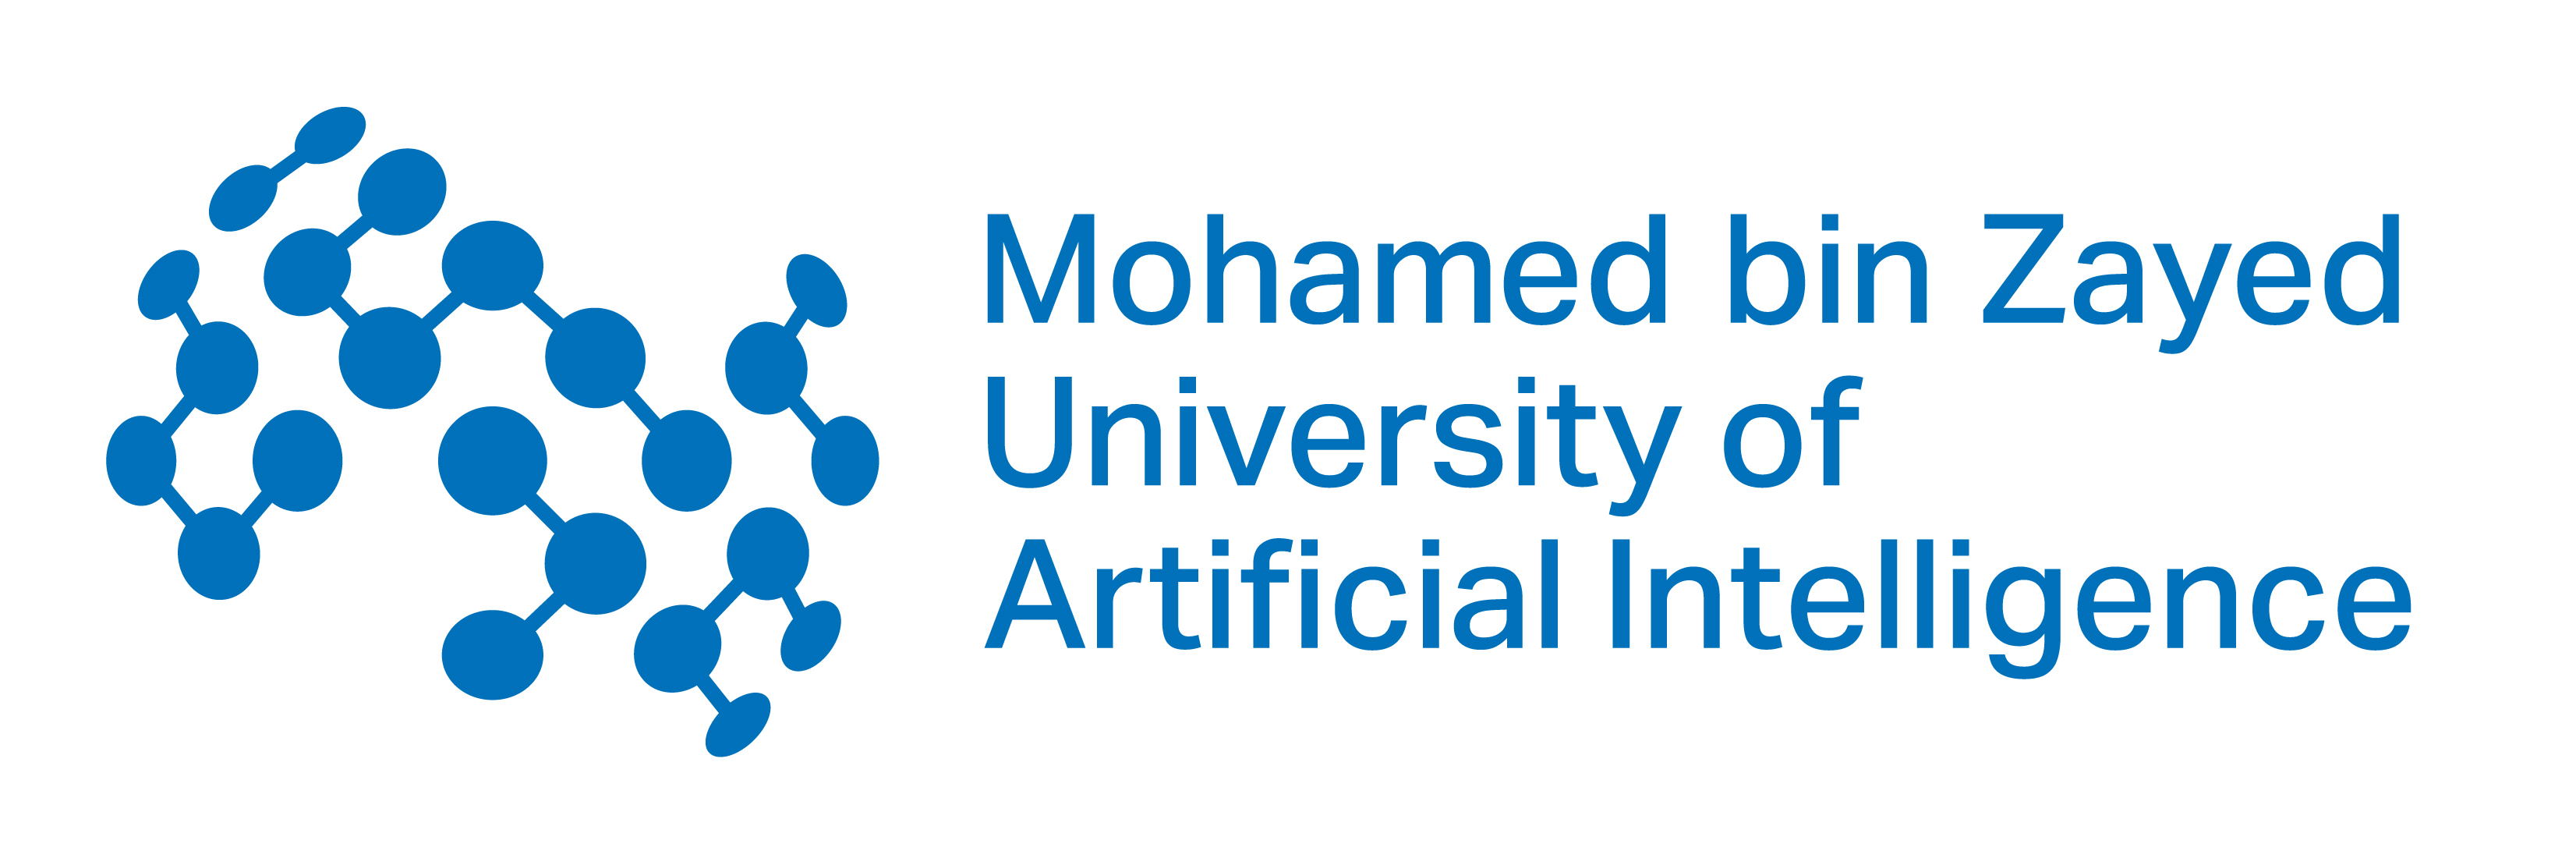 Mohamed bin Zayed
University of
Artificial Intelligence